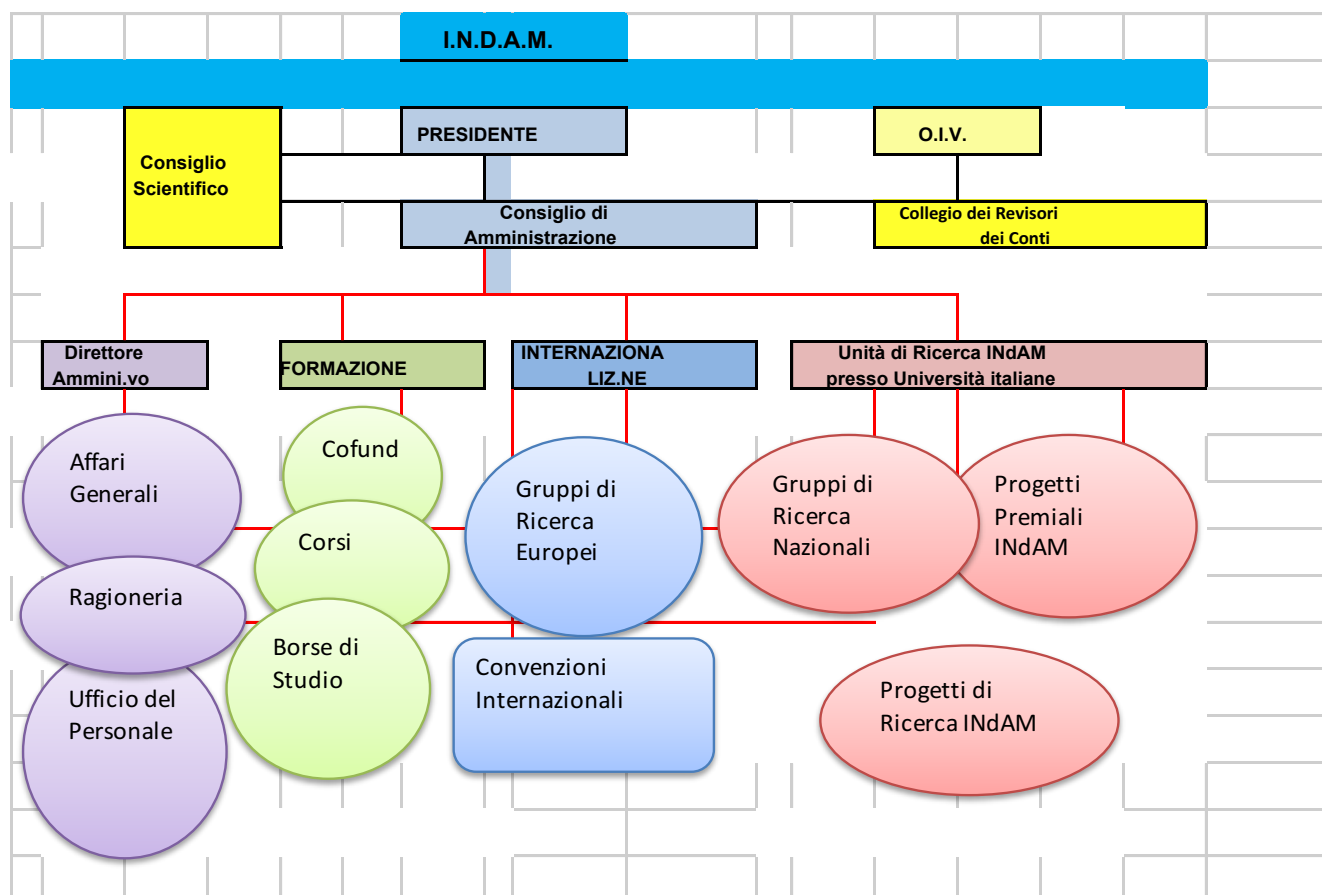 I.N.D.A.M.
PRESIDENTE
O.I.V.
Consiglio
Scientifico
Consiglio di
Amministrazione
Collegio dei Revisori
dei Conti
Direttore
Ammini.vo
FORMAZIONE
INTERNAZIONA
LIZ.NE
Unità di Ricerca INdAM
presso Università italiane
Affari
Generali
Ragioneria
Ufficio del
Personale
Cofund
Corsi
Borse di
Studio
Gruppi di
Ricerca
Europei
Convenzioni
Internazionali
Gruppi di
Ricerca
Nazionali
Progetti
Premiali
INdAM
Progetti di
Ricerca INdAM